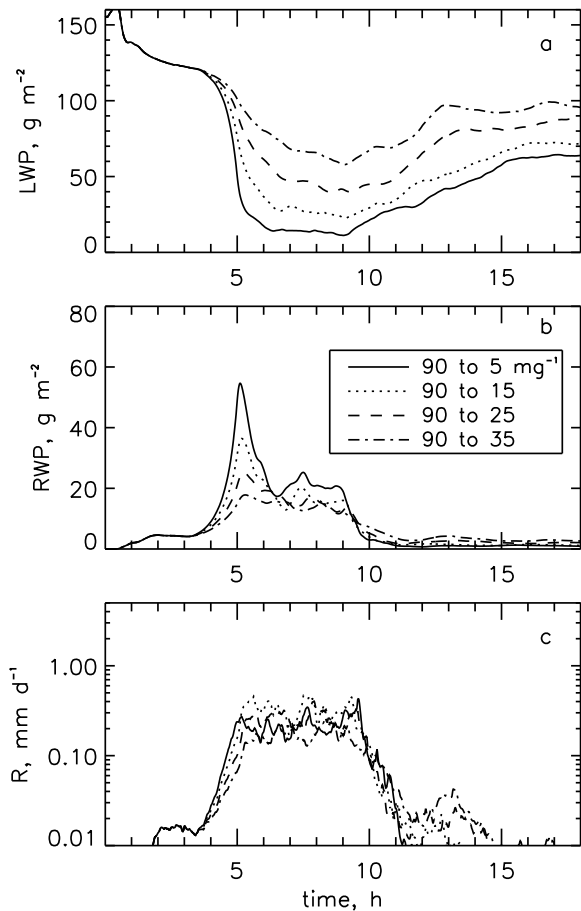 150
100
50
0
LWP, g m⁻²
a
5
10
15
80
60
40
20
0
RWP, g m⁻²
b
90 to 5 mg⁻¹
90 to 15
90 to 25
90 to 35
5
10
15
1.00
0.10
0.01
R, mm d⁻¹
c
5
10
15
time, h